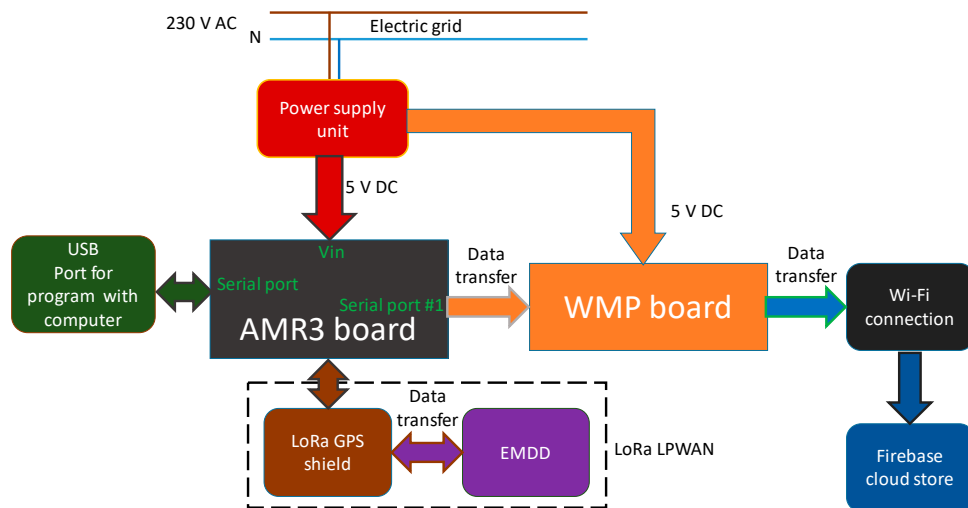 230 V AC
N
Electric grid
Power supply
unit
5 V DC
5 V DC
USB
Port for
program with
computer
Vin
Serial port
Serial port #1
AMR3 board
Data
transfer
WMP board
Data
transfer
Wi-Fi
connection
LoRa GPS
shield
Data
transfer
EMDD
LoRa LPWAN
Firebase
cloud store